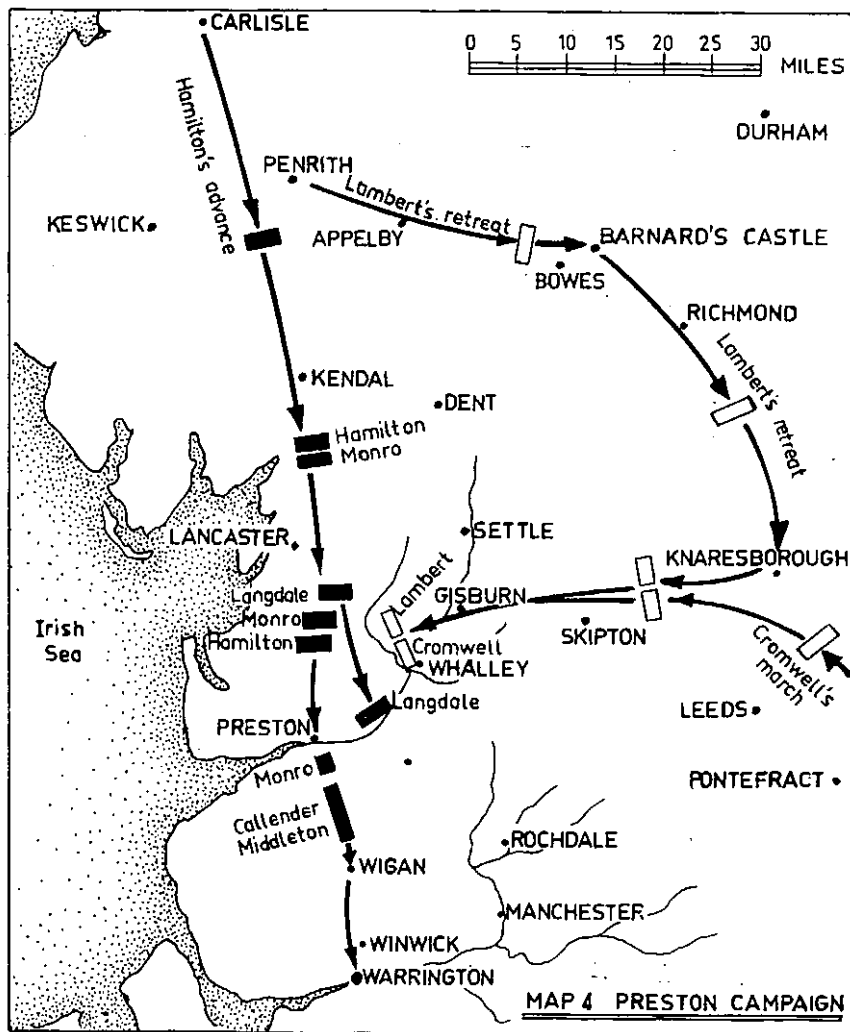 CARLISLE
0 5 10 15 20 25 30
MILES
DURHAM
Hamilton's advance
PENRITH
Lambert's retreat
KESWICK
APPELBY
BARNARD'S CASTLE
BOWES
RICHMOND
Lambert's retreat
KENDAL
DENT
Hamilton
Monro
LANCASTER
SETTLE
KNARESBOROUGH
Langdale
Monro
Hamilton
Lambert
GISBURN
SKIPTON
Irish
Sea
Cromwell
WHALLEY
Cromwell's
march
Langdale
LEEDS
PRESTON
Monro
PONTEFRACT
Callender
Middleton
ROCHDALE
WIGAN
MANCHESTER
WINWICK
WARRINGTON
MAP 4 PRESTON CAMPAIGN